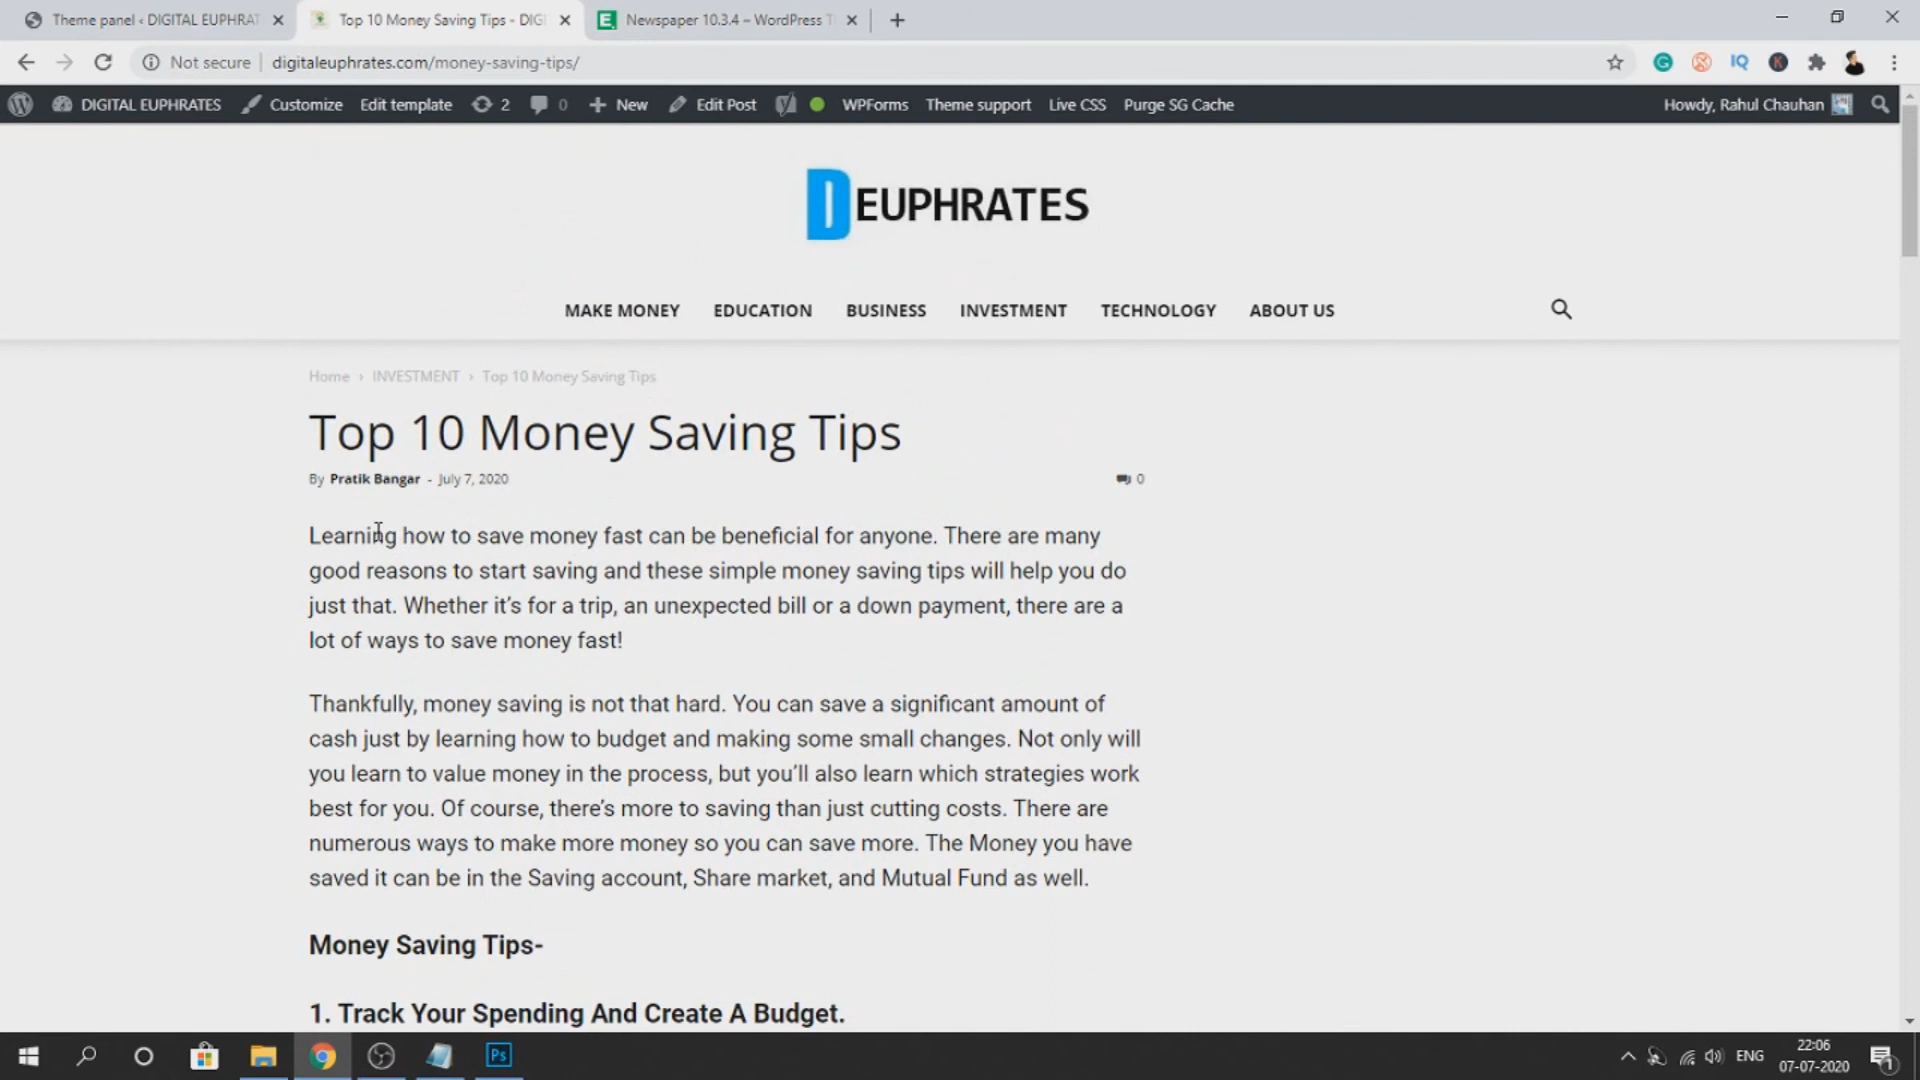 Theme panel ‹ DIGITAL EUPHRAT
Top 10 Money Saving Tips - DIGI
Newspaper 10.3.4 – WordPress T
Not secure | digitaleuphrates.com/money-saving-tips/
DIGITAL EUPHRATES Customize Edit template 2 0 New Edit Post WPForms Theme support Live CSS Purge SG Cache Howdy, Rahul Chauhan
D EUPHRATES
MAKE MONEY EDUCATION BUSINESS INVESTMENT TECHNOLOGY ABOUT US
Home › INVESTMENT › Top 10 Money Saving Tips
Top 10 Money Saving Tips
By Pratik Bangar - July 7, 2020 0
Learning how to save money fast can be beneficial for anyone. There are many
good reasons to start saving and these simple money saving tips will help you do
just that. Whether it’s for a trip, an unexpected bill or a down payment, there are a
lot of ways to save money fast!
Thankfully, money saving is not that hard. You can save a significant amount of
cash just by learning how to budget and making some small changes. Not only will
you learn to value money in the process, but you’ll also learn which strategies work
best for you. Of course, there’s more to saving than just cutting costs. There are
numerous ways to make more money so you can save more. The Money you have
saved it can be in the Saving account, Share market, and Mutual Fund as well.
Money Saving Tips-
1. Track Your Spending And Create A Budget.
Ps
ENG
22:06
07-07-2020
1